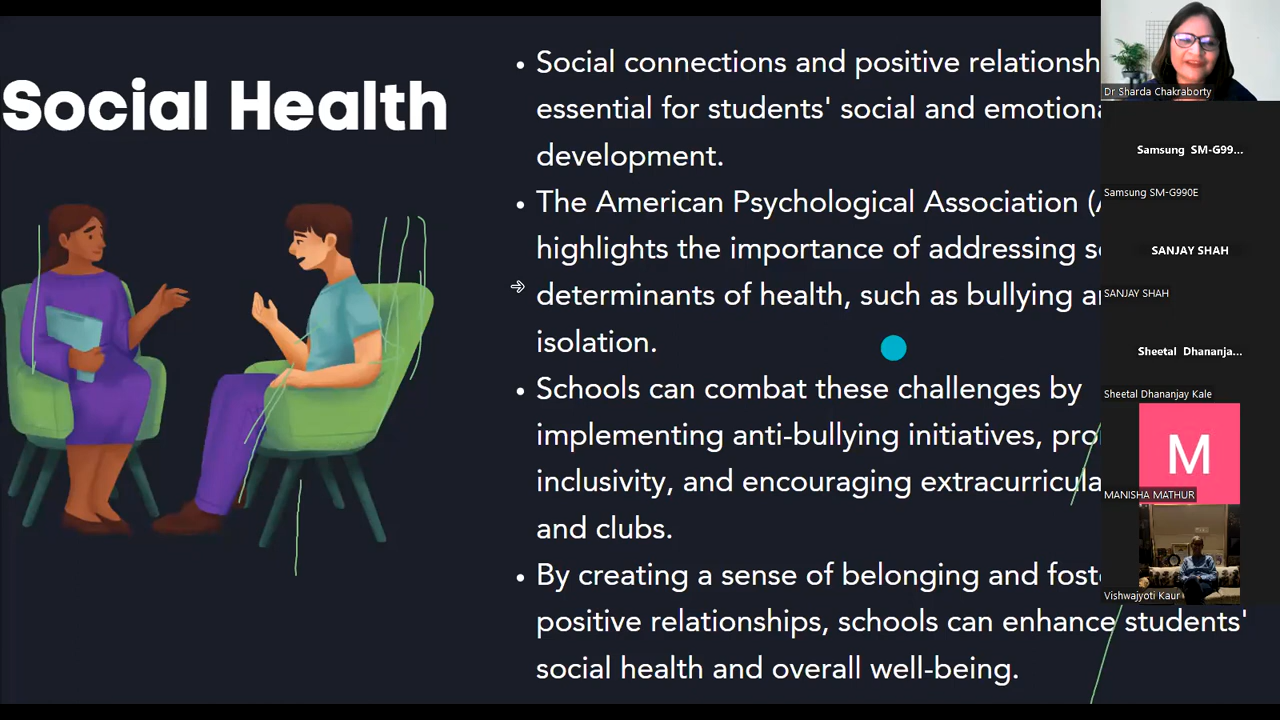 Social Health
• Social connections and positive relationsh
essential for students' social and emotiona
development.
• The American Psychological Association (A
highlights the importance of addressing so
determinants of health, such as bullying an
isolation.
• Schools can combat these challenges by
implementing anti-bullying initiatives, pro
inclusivity, and encouraging extracurricula
and clubs.
• By creating a sense of belonging and foste
positive relationships, schools can enhance students'
social health and overall well-being.
Dr Sharda Chakraborty
Samsung SM-G99...
Samsung SM-G990E
SANJAY SHAH
SANJAY SHAH
Sheetal Dhananja...
Sheetal Dhananjay Kale
M
MANISHA MATHUR
Vishwajyoti Kaur